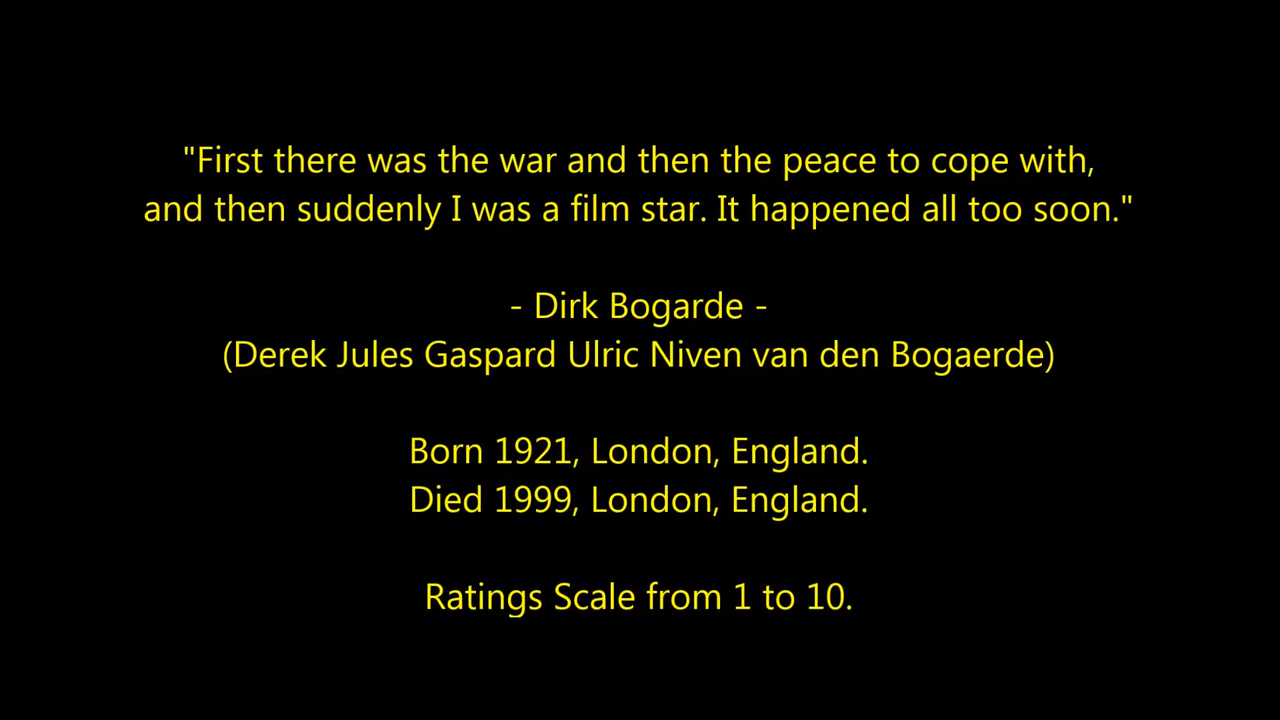 "First there was the war and then the peace to cope with,
and then suddenly I was a film star. It happened all too soon."
- Dirk Bogarde -
(Derek Jules Gaspard Ulric Niven van den Bogaerde)
Born 1921, London, England.
Died 1999, London, England.
Ratings Scale from 1 to 10.